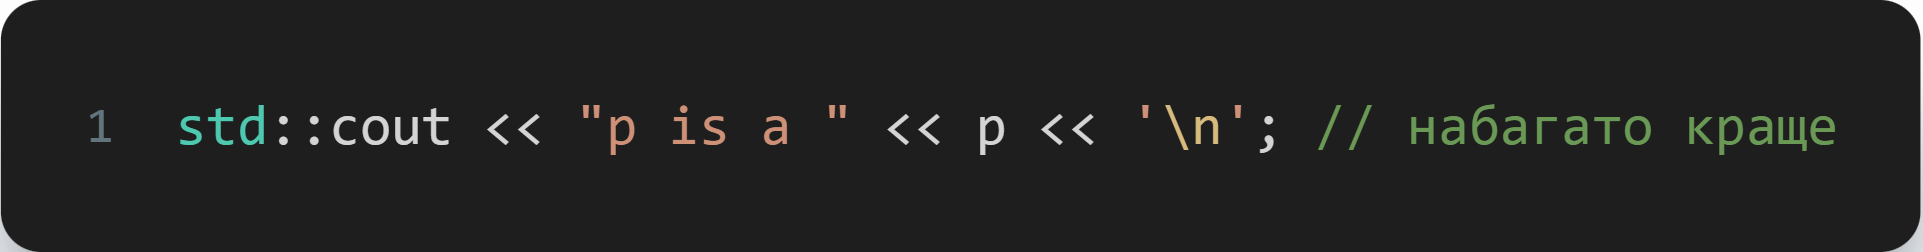 1 std::cout << "p is a " << p << '\n'; // набагато краще